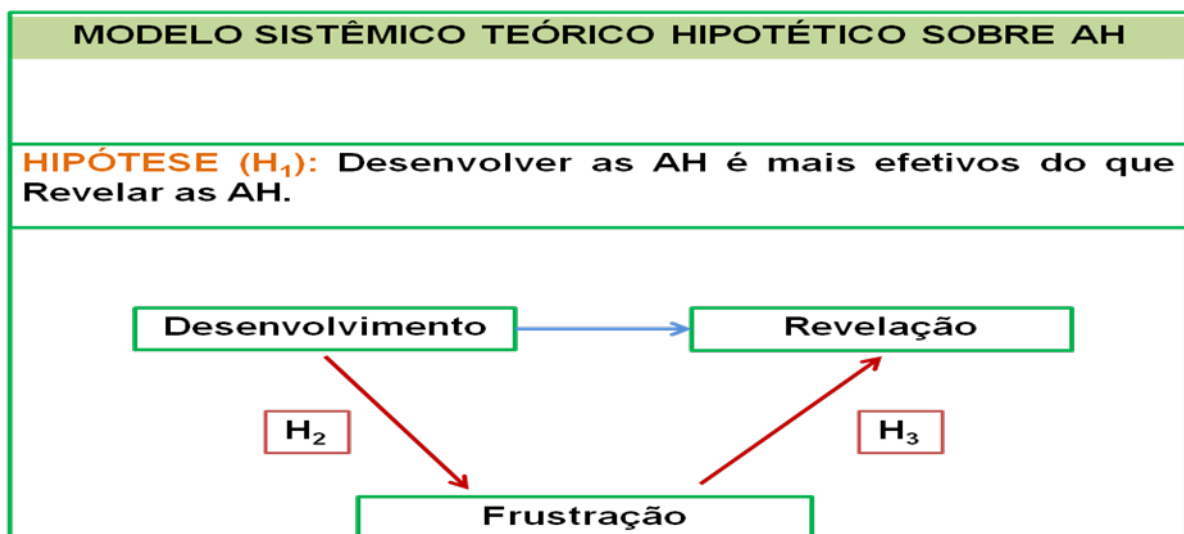 MODELO SISTÊMICO TEÓRICO HIPOTÉTICO SOBRE AH
HIPÓTESE (H₁): Desenvolver as AH é mais efetivos do que
Revelar as AH.
Desenvolvimento
Revelação
H₂
H₃
Frustração